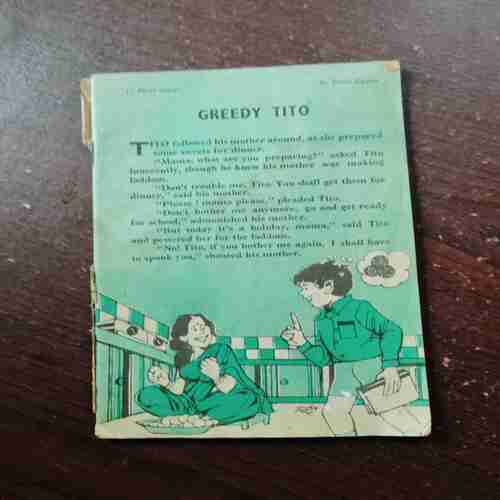 GREEDY TITO
TITO followed his mother around, as she prepared
some sweets for dinner.
"Mama, what are you preparing?" asked Tito
innocently, though he knew his mother was making
laddoos.
"Don't trouble me, Tito. You shall get them for
dinner," said his mother.
"Please! mama please," pleaded Tito.
"Don't bother me anymore, go and get ready
for school," admonished his mother.
"But today it's a holiday, mama," said Tito
and pestered her for the laddoos.
"No! Tito, if you bother me again, I shall have
to spank you," shouted his mother.